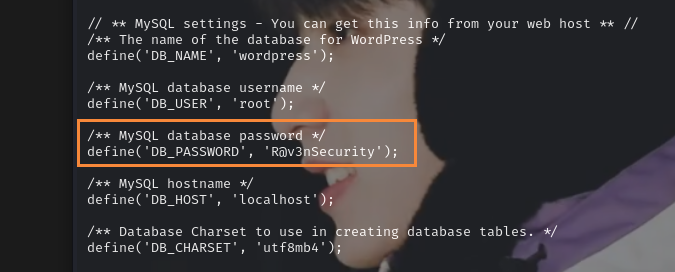 // ** MySQL settings - You can get this info from your web host ** //
/** The name of the database for WordPress */
define('DB_NAME', 'wordpress');
/** MySQL database username */
define('DB_USER', 'root');
/** MySQL database password */
define('DB_PASSWORD', 'R@v3nSecurity');
/** MySQL hostname */
define('DB_HOST', 'localhost');
/** Database Charset to use in creating database tables. */
define('DB_CHARSET', 'utf8mb4');